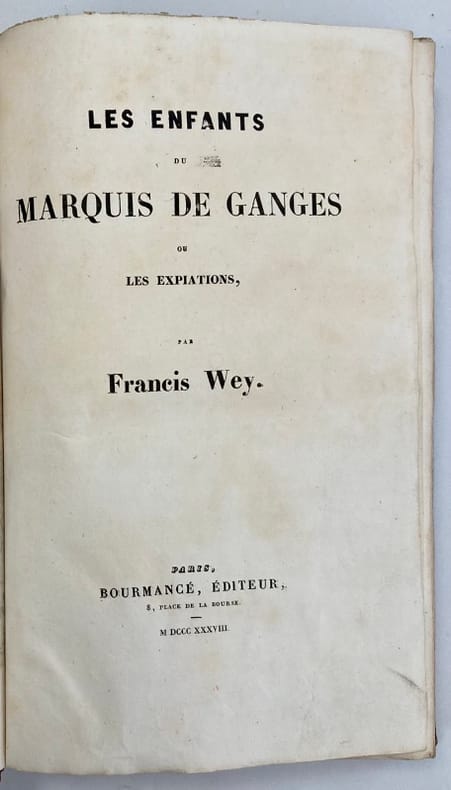 LES ENFANTS
DU
MARQUIS DE GANGES
OU
LES EXPIATIONS,
PAR
Francis Wey.
PARIS,
BOURMANCÉ, ÉDITEUR,
8, PLACE DE LA BOURSE.
M DCCC XXXVIII.